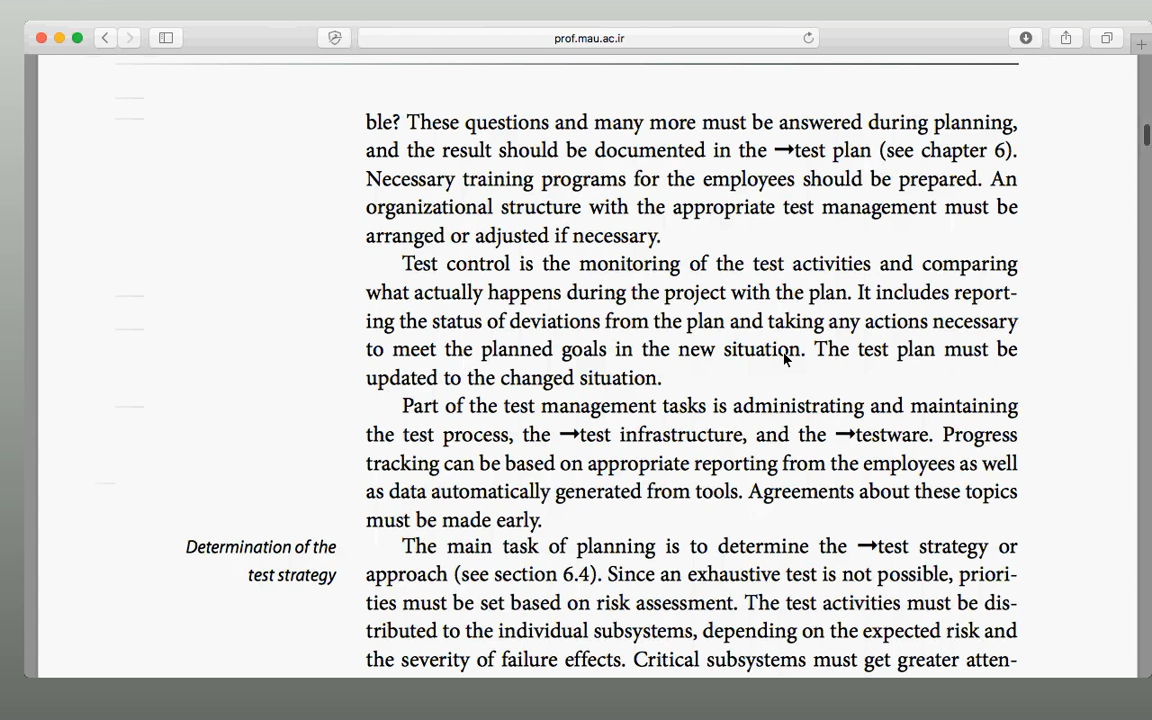 prof.mau.ac.ir
ble? These questions and many more must be answered during planning,
and the result should be documented in the →test plan (see chapter 6).
Necessary training programs for the employees should be prepared. An
organizational structure with the appropriate test management must be
arranged or adjusted if necessary.
Test control is the monitoring of the test activities and comparing
what actually happens during the project with the plan. It includes report-
ing the status of deviations from the plan and taking any actions necessary
to meet the planned goals in the new situation. The test plan must be
updated to the changed situation.
Part of the test management tasks is administrating and maintaining
the test process, the →test infrastructure, and the →testware. Progress
tracking can be based on appropriate reporting from the employees as well
as data automatically generated from tools. Agreements about these topics
must be made early.
Determination of the
test strategy
The main task of planning is to determine the →test strategy or
approach (see section 6.4). Since an exhaustive test is not possible, priori-
ties must be set based on risk assessment. The test activities must be dis-
tributed to the individual subsystems, depending on the expected risk and
the severity of failure effects. Critical subsystems must get greater atten-